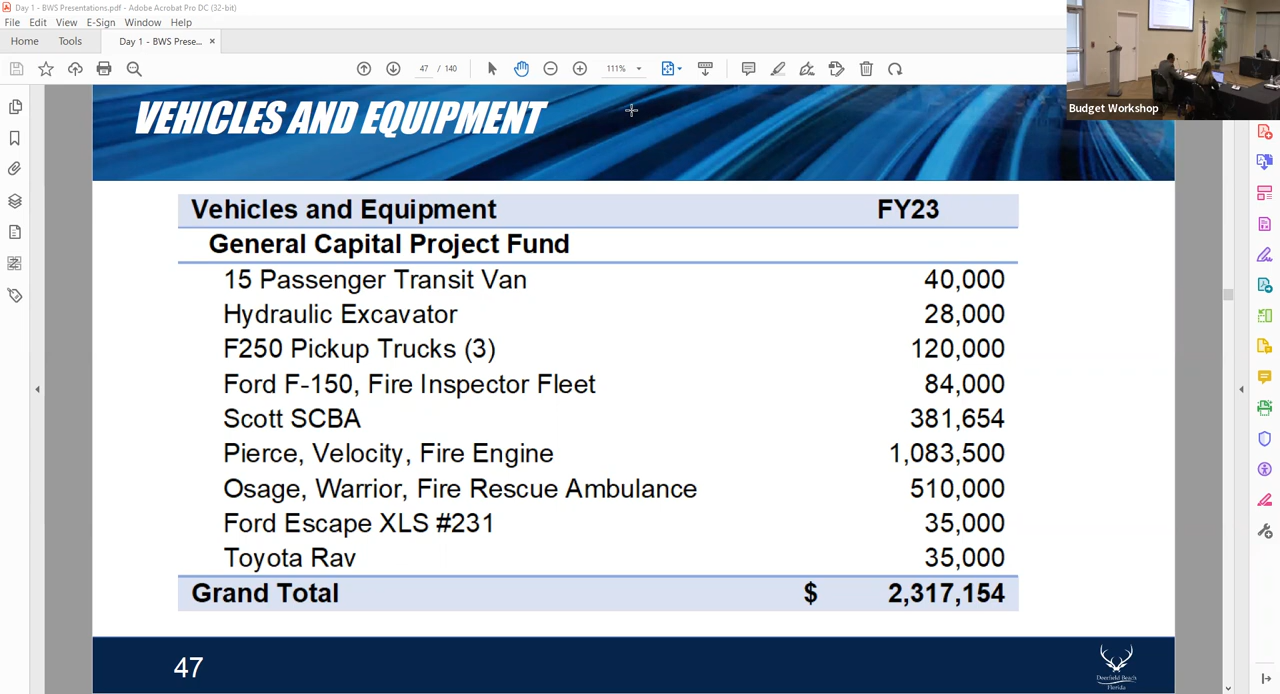 Day 1 - BWS Presentations.pdf - Adobe Acrobat Pro DC (32-bit)
File Edit View E-Sign Window Help
Home Tools Day 1 - BWS Prese... ×
47 / 140 111%
Budget Workshop
VEHICLES AND EQUIPMENT
Vehicles and Equipment FY23
General Capital Project Fund
15 Passenger Transit Van 40,000
Hydraulic Excavator 28,000
F250 Pickup Trucks (3) 120,000
Ford F-150, Fire Inspector Fleet 84,000
Scott SCBA 381,654
Pierce, Velocity, Fire Engine 1,083,500
Osage, Warrior, Fire Rescue Ambulance 510,000
Ford Escape XLS #231 35,000
Toyota Rav 35,000
Grand Total $ 2,317,154
47
Deerfield Beach
Florida